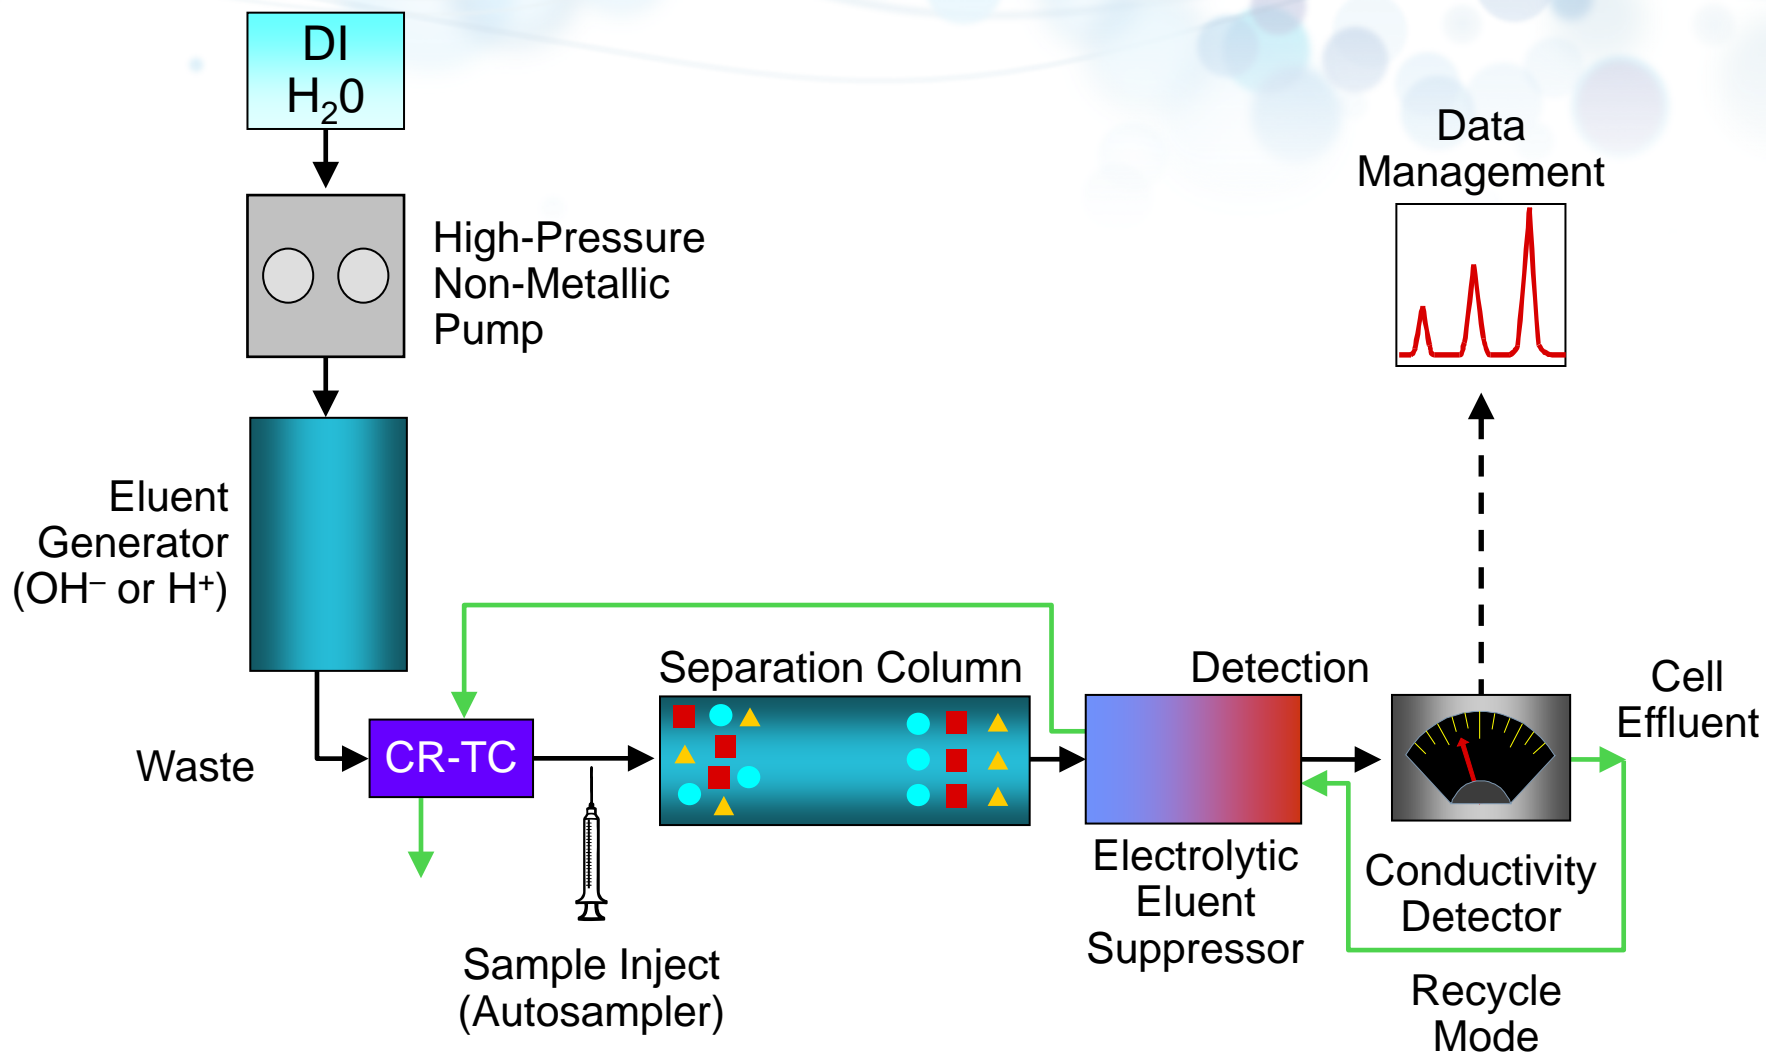 DI
H₂0
High-Pressure
Non-Metallic
Pump
Data
Management
Eluent
Generator
(OH⁻ or H⁺)
Waste
CR-TC
Sample Inject
(Autosampler)
Separation Column
Detection
Electrolytic
Eluent
Suppressor
Conductivity
Detector
Cell
Effluent
Recycle
Mode